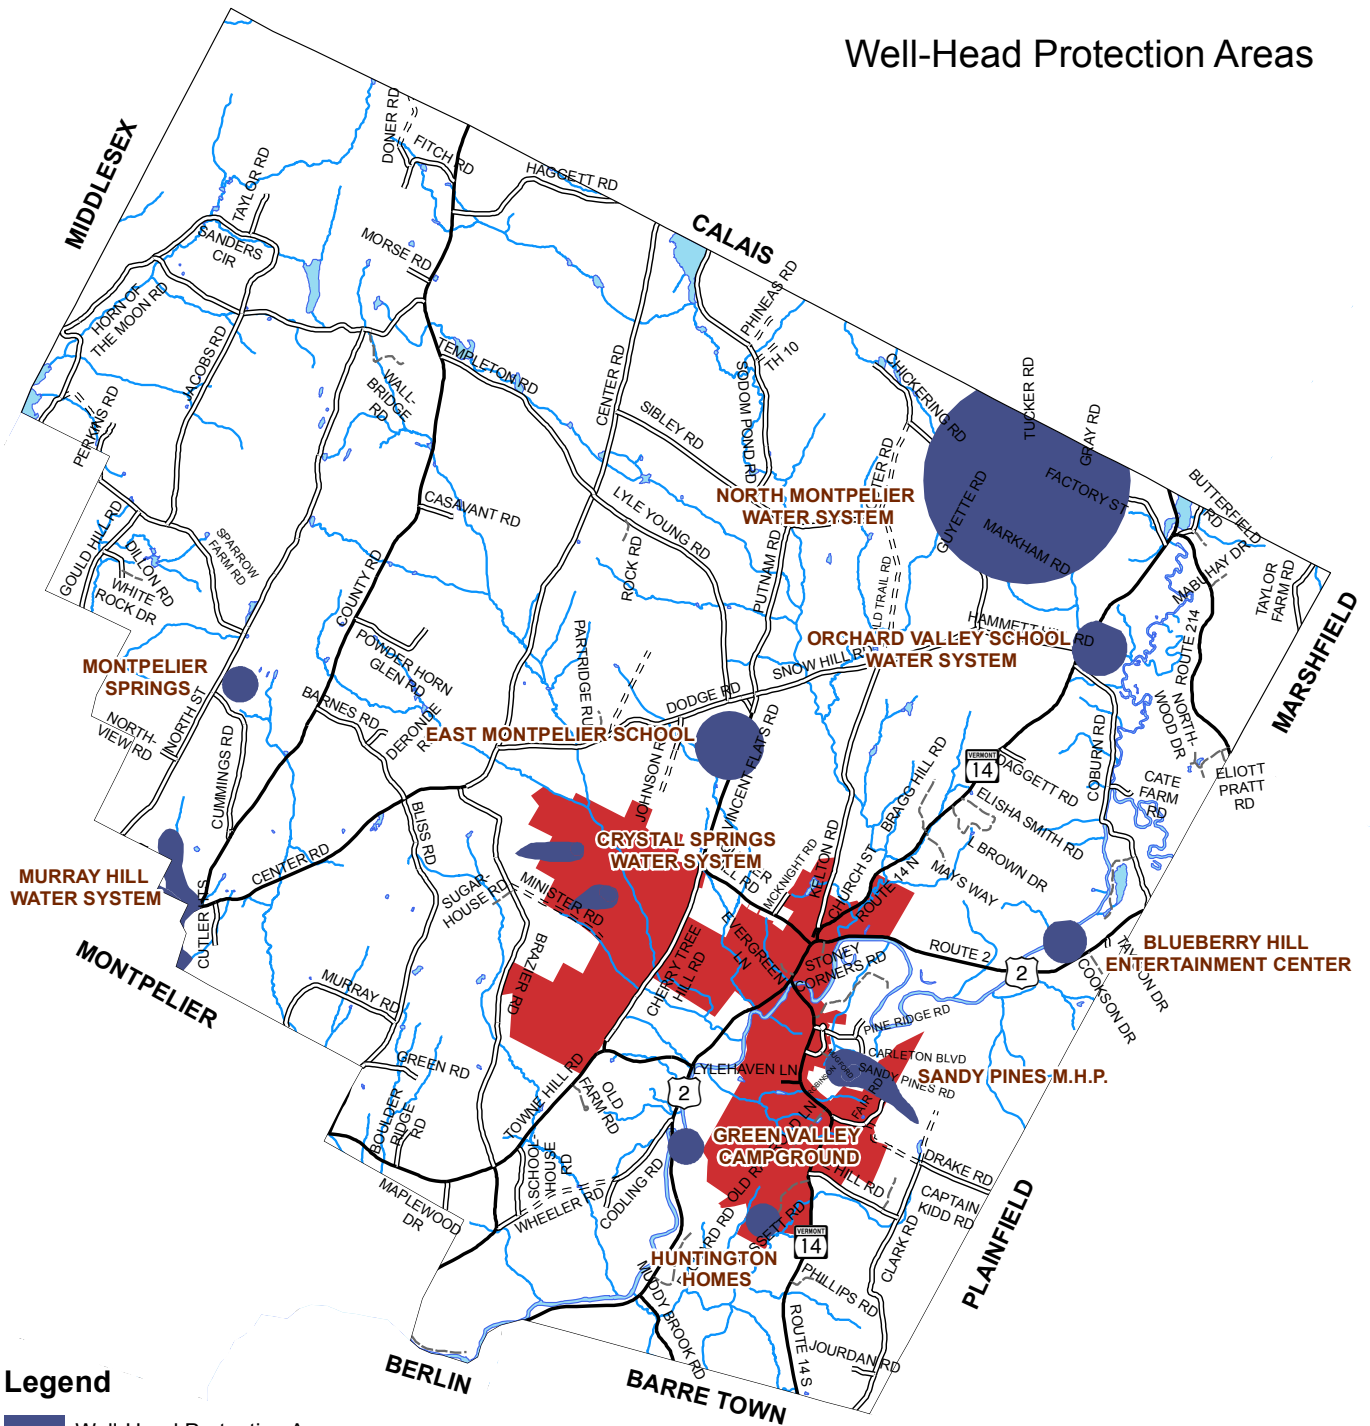 Well-Head Protection Areas
MIDDLESEX
CALAIS
MARSHFIELD
PLAINFIELD
BARRE TOWN
BERLIN
MONTPELIER
DONER RD
FITCH RD
HAGGETT RD
TAYLOR RD
SANDERS
CIR
MORSE RD
HORN OF
THE MOON RD
JACOBS RD
PERKINS RD
WALL-
BRIDGE
RD
TEMPLETON RD
CENTER RD
SIBLEY RD
SODOM POND RD
PHINEAS RD
TH 10
CHICKERING RD
TUCKER RD
GRAY RD
FACTORY ST
GUYETTE RD
MARKHAM RD
BUTTERFIELD
RD
MABUHAY DR
TAYLOR
FARM RD
ROUTE 214
NORTH-
WOOD DR
NORTH MONTPELIER
WATER SYSTEM
CASAVANT RD
LYLE YOUNG RD
ROCK RD
PUTNAM RD
GOULD HILL RD
DILLON RD
WHITE
ROCK DR
SPARROW
FARM RD
COUNTY RD
POWDER HORN
GLEN RD
PARTRIDGE RU
ORCHARD VALLEY SCHOOL
WATER SYSTEM
SNOW HILL RD
DODGE RD
MONTPELIER
SPRINGS
NORTH-
VIEW RD
NORTH ST
BARNES RD
DERONDE
EAST MONTPELIER SCHOOL
CUMMINGS RD
JOHNSON R
VINCENT FLATS RD
BRAGG HILL RD
VERMONT
14
DAGGETT RD
COBURN RD
CATE
FARM
RD
ELIOTT
PRATT
RD
ELISHA SMITH RD
L BROWN DR
MAYS WAY
MURRAY HILL
WATER SYSTEM
CENTER RD
BLISS RD
SUGAR-
HOUSE RD
MINISTER RD
CRYSTAL SPRINGS
WATER SYSTEM
MCKNIGHT RD
KELTON RD
CHURCH ST
ROUTE 14 N
EVERGREEN
LN
STONEY
CORNERS RD
ROUTE 2
2
BLUEBERRY HILL
ENTERTAINMENT CENTER
COOKSON DR
MURRAY RD
BRAZIER RD
CHERRY TREE
HILL RD
PINE RIDGE RD
CARLETON BLVD
SANDY PINES RD
SANDY PINES M.H.P.
FAIR RD
GREEN RD
BOULDER
RIDGE
RD
TOWNE HILL RD
OLD
FARM RD
2
GREEN VALLEY
CAMPGROUND
DRAKE RD
CAPTAIN
KIDD RD
SCHOOL
HOUSE
RD
WHEELER RD
CODLING RD
MAPLEWOOD
DR
HUNTINGTON
HOMES
VERMONT
14
CLARK RD
PHILLIPS RD
MUDDY BROOK RD
ROUTE 14 S
JOURDAN RD
Legend